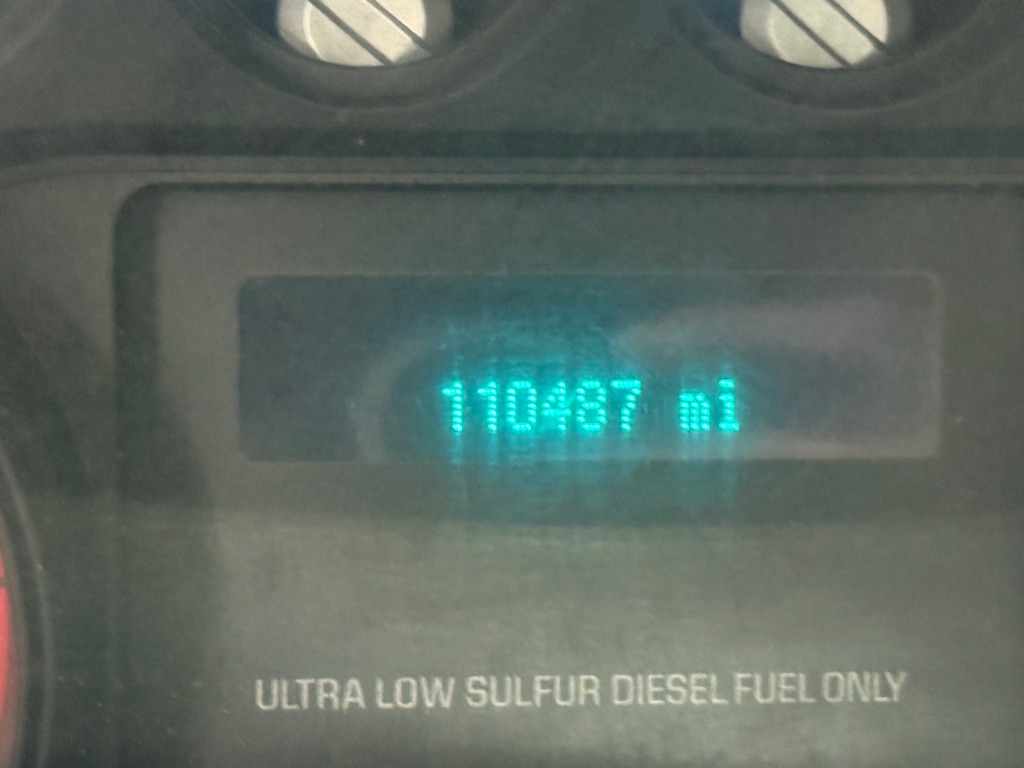 110487 mi
ULTRA LOW SULFUR DIESEL FUEL ONLY